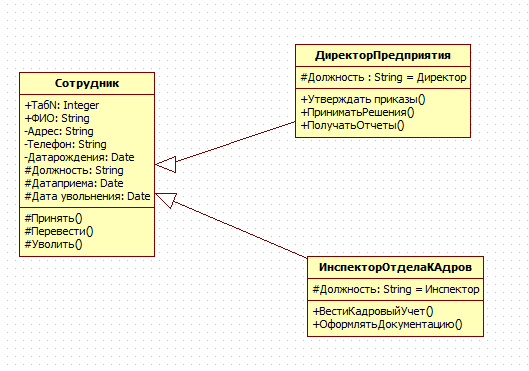 Сотрудник
+ТабN: Integer
+ФИО: String
-Адрес: String
-Телефон: String
-Датарождения: Date
#Должность: String
#Датаприема: Date
#Дата увольнения: Date
#Принять()
#Перевести()
#Уволить()
ДиректорПредприятия
#Должность : String = Директор
+Утверждать приказы()
+ПриниматьРешения()
+ПолучатьОтчеты()
ИнспекторОтделаКАдров
#Должность: String = Инспектор
+ВестиКадровыйУчет()
+ОформлятьДокументацию()